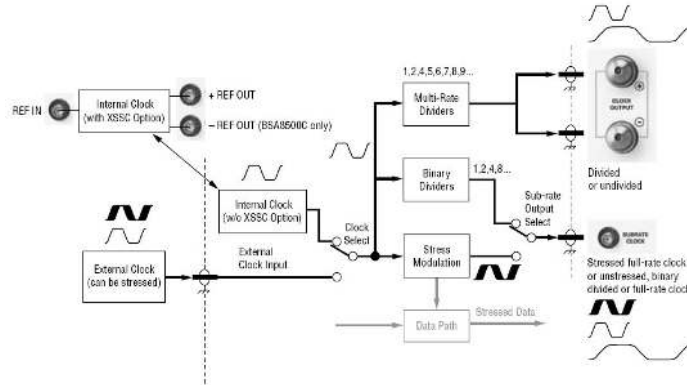 1,2,4,5,6,7,8,9...
REF IN
Internal Clock
(with XSSC Option)
+ REF OUT
– REF OUT (BSA8500C only)
Multi-Rate
Dividers
CLOCK
OUTPUT
+
−
Divided
or undivided
Internal Clock
(w/o XSSC Option)
Clock
Select
Binary
Dividers
1,2,4,8...
Sub-rate
Output
Select
SUBRATE
CLOCK
Stressed full-rate clock
or unstressed, binary
divided or full-rate clock
External Clock
(can be stressed)
External
Clock Input
Stress
Modulation
Data Path
Stressed Data